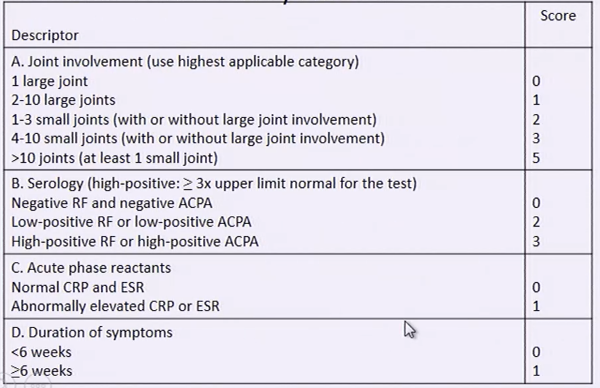 Score
Descriptor
A. Joint involvement (use highest applicable category)
1 large joint 0
2-10 large joints 1
1-3 small joints (with or without large joint involvement) 2
4-10 small joints (with or without large joint involvement) 3
>10 joints (at least 1 small joint) 5
B. Serology (high-positive: ≥ 3x upper limit normal for the test)
Negative RF and negative ACPA 0
Low-positive RF or low-positive ACPA 2
High-positive RF or high-positive ACPA 3
C. Acute phase reactants
Normal CRP and ESR 0
Abnormally elevated CRP or ESR 1
D. Duration of symptoms
<6 weeks 0
≥6 weeks 1